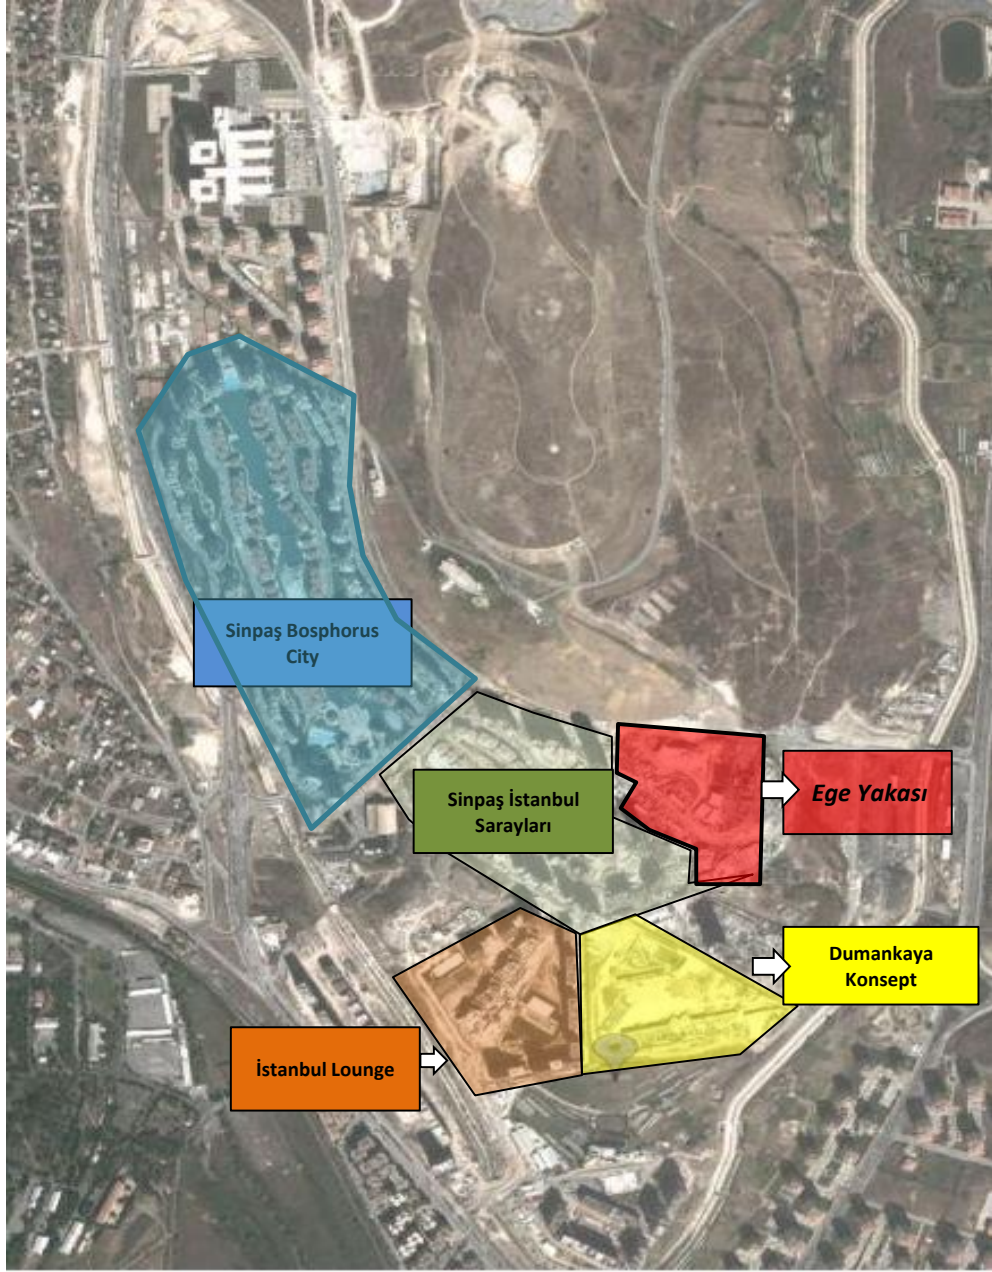 Sinpaş Bosphorus
City
Sinpaş İstanbul
Sarayları
Ege Yakası
Dumankaya
Konsept
İstanbul Lounge